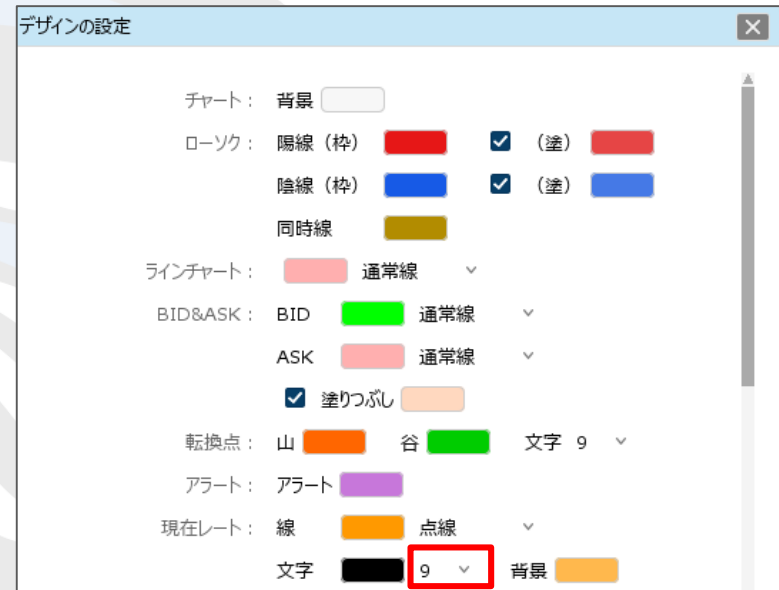 デザインの設定
チャート： 背景
ローソク： 陽線（枠） （塗）
陰線（枠） （塗）
同時線
ラインチャート： 通常線
BID&ASK： BID 通常線
ASK 通常線
塗りつぶし
転換点： 山 谷 文字 9
アラート： アラート
現在レート： 線 点線
文字 9 背景